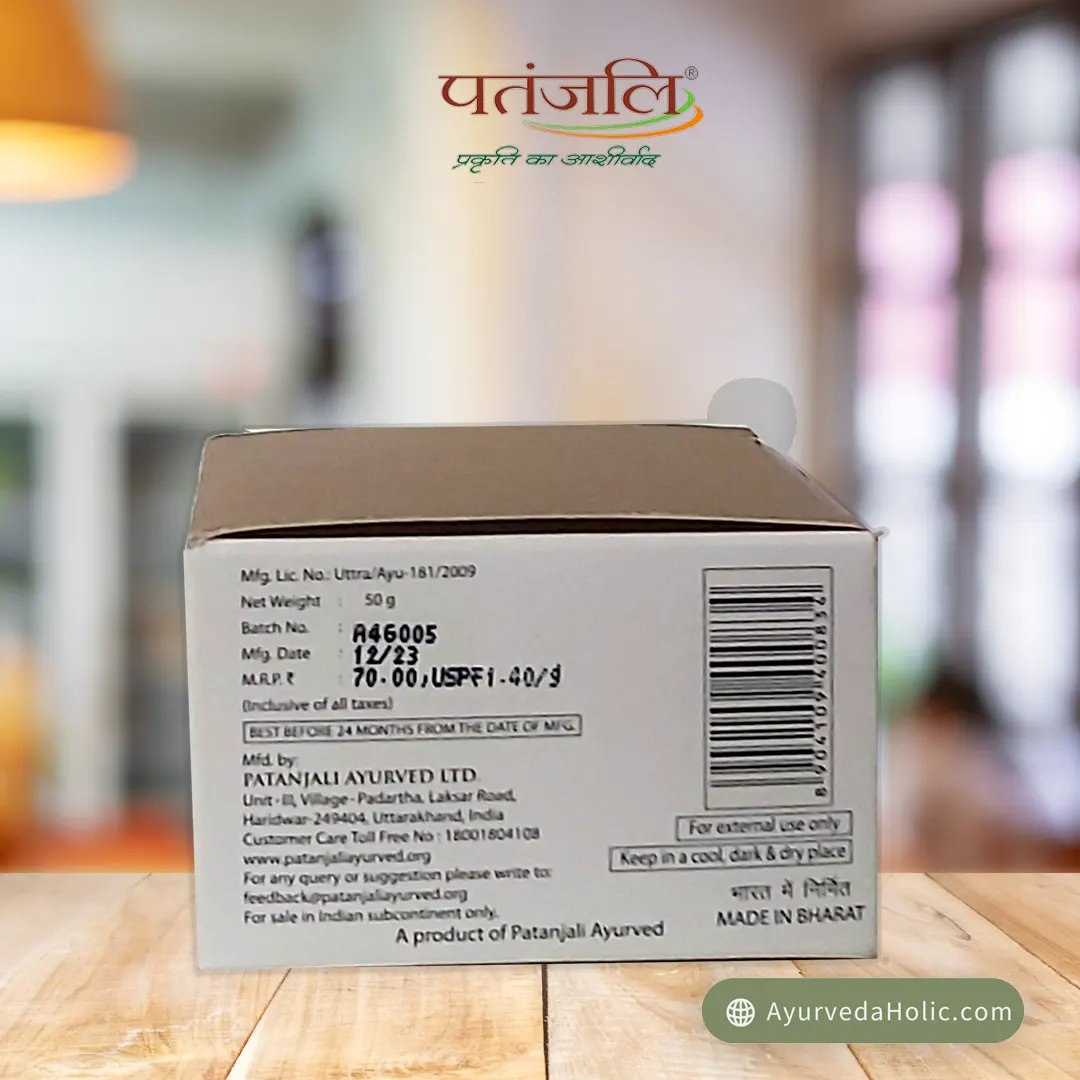 पतंजलि®
प्रकृति का आशीर्वाद
Mfg. Lic. No.: Uttra/Ayu-181/2009
Net Weight : 50 g
Batch No. : A46005
Mfg. Date : 12/23
M.R.P. ₹ : 70.00,USP₹1.40/g
(Inclusive of all taxes)
BEST BEFORE 24 MONTHS FROM THE DATE OF MFG.
Mfd. by:
PATANJALI AYURVED LTD.
Unit-III, Village-Padartha, Laksar Road,
Haridwar-249404, Uttarakhand, India
Customer Care Toll Free No : 18001804108
www.patanjaliayurved.org
For any query or suggestion please write to:
feedback@patanjaliayurved.org
For sale in Indian subcontinent only.
A product of Patanjali Ayurved
8904109400834
For external use only
Keep in a cool, dark & dry place
भारत में निर्मित
MADE IN BHARAT
AyurvedaHolic.com